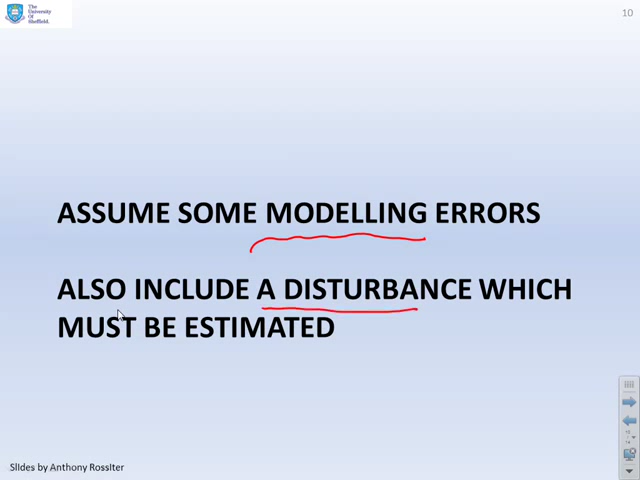 The
University
Of
Sheffield.
10
ASSUME SOME MODELLING ERRORS
ALSO INCLUDE A DISTURBANCE WHICH
MUST BE ESTIMATED
Slides by Anthony Rossiter